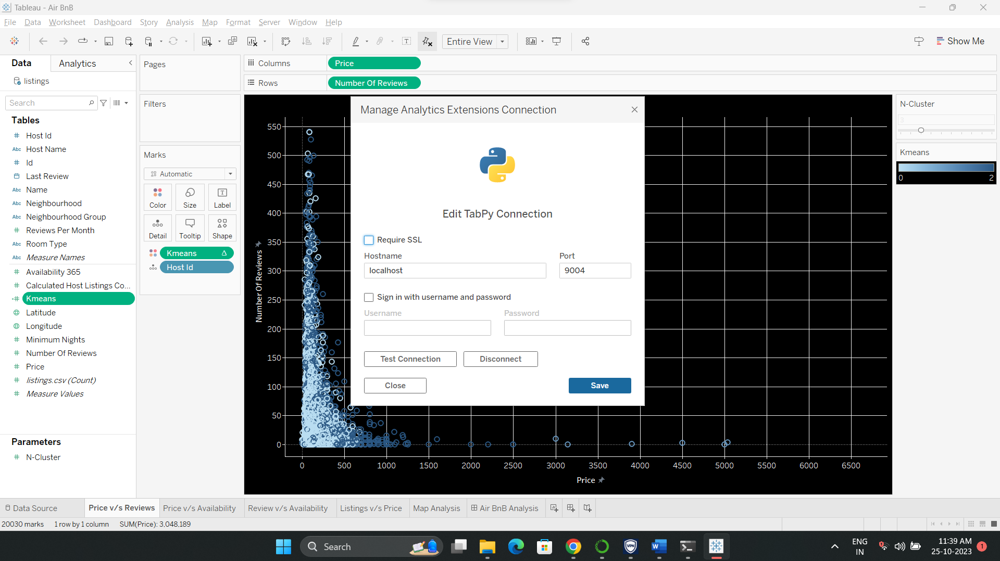 Tableau - Air BnB
File Data Worksheet Dashboard Story Analysis Map Format Server Window Help
Entire View
Show Me
Data Analytics
listings
Search
Tables
Host Id
Abc Host Name
Id
Last Review
Abc Name
Abc Neighbourhood
Abc Neighbourhood Group
Reviews Per Month
Abc Room Type
Abc Measure Names
Availability 365
Calculated Host Listings Co...
Kmeans
Latitude
Longitude
Minimum Nights
Number Of Reviews
Price
listings.csv (Count)
Measure Values
Parameters
N-Cluster
Pages
Filters
Marks
Automatic
Color Size Label
Detail Tooltip Shape
Kmeans Δ
Host Id
Columns Price
Rows Number Of Reviews
550
500
450
400
350
300
250
200
150
100
50
0
Number Of Reviews
0 500 1000 1500 2000 2500 3000 3500 4000 4500 5000 5500 6000 6500
Price
Manage Analytics Extensions Connection
Edit TabPy Connection
Require SSL
Hostname Port
localhost 9004
Sign in with username and password
Username Password
Test Connection Disconnect
Close Save
N-Cluster
3
Kmeans
0 2
Data Source Price v/s Reviews Price v/s Availability Review v/s Availability Listings v/s Price Map Analysis Air BnB Analysis
20030 marks 1 row by 1 column SUM(Price): 3,048,189
Search
VPN
ENG
IN
11:39 AM
25-10-2023
1